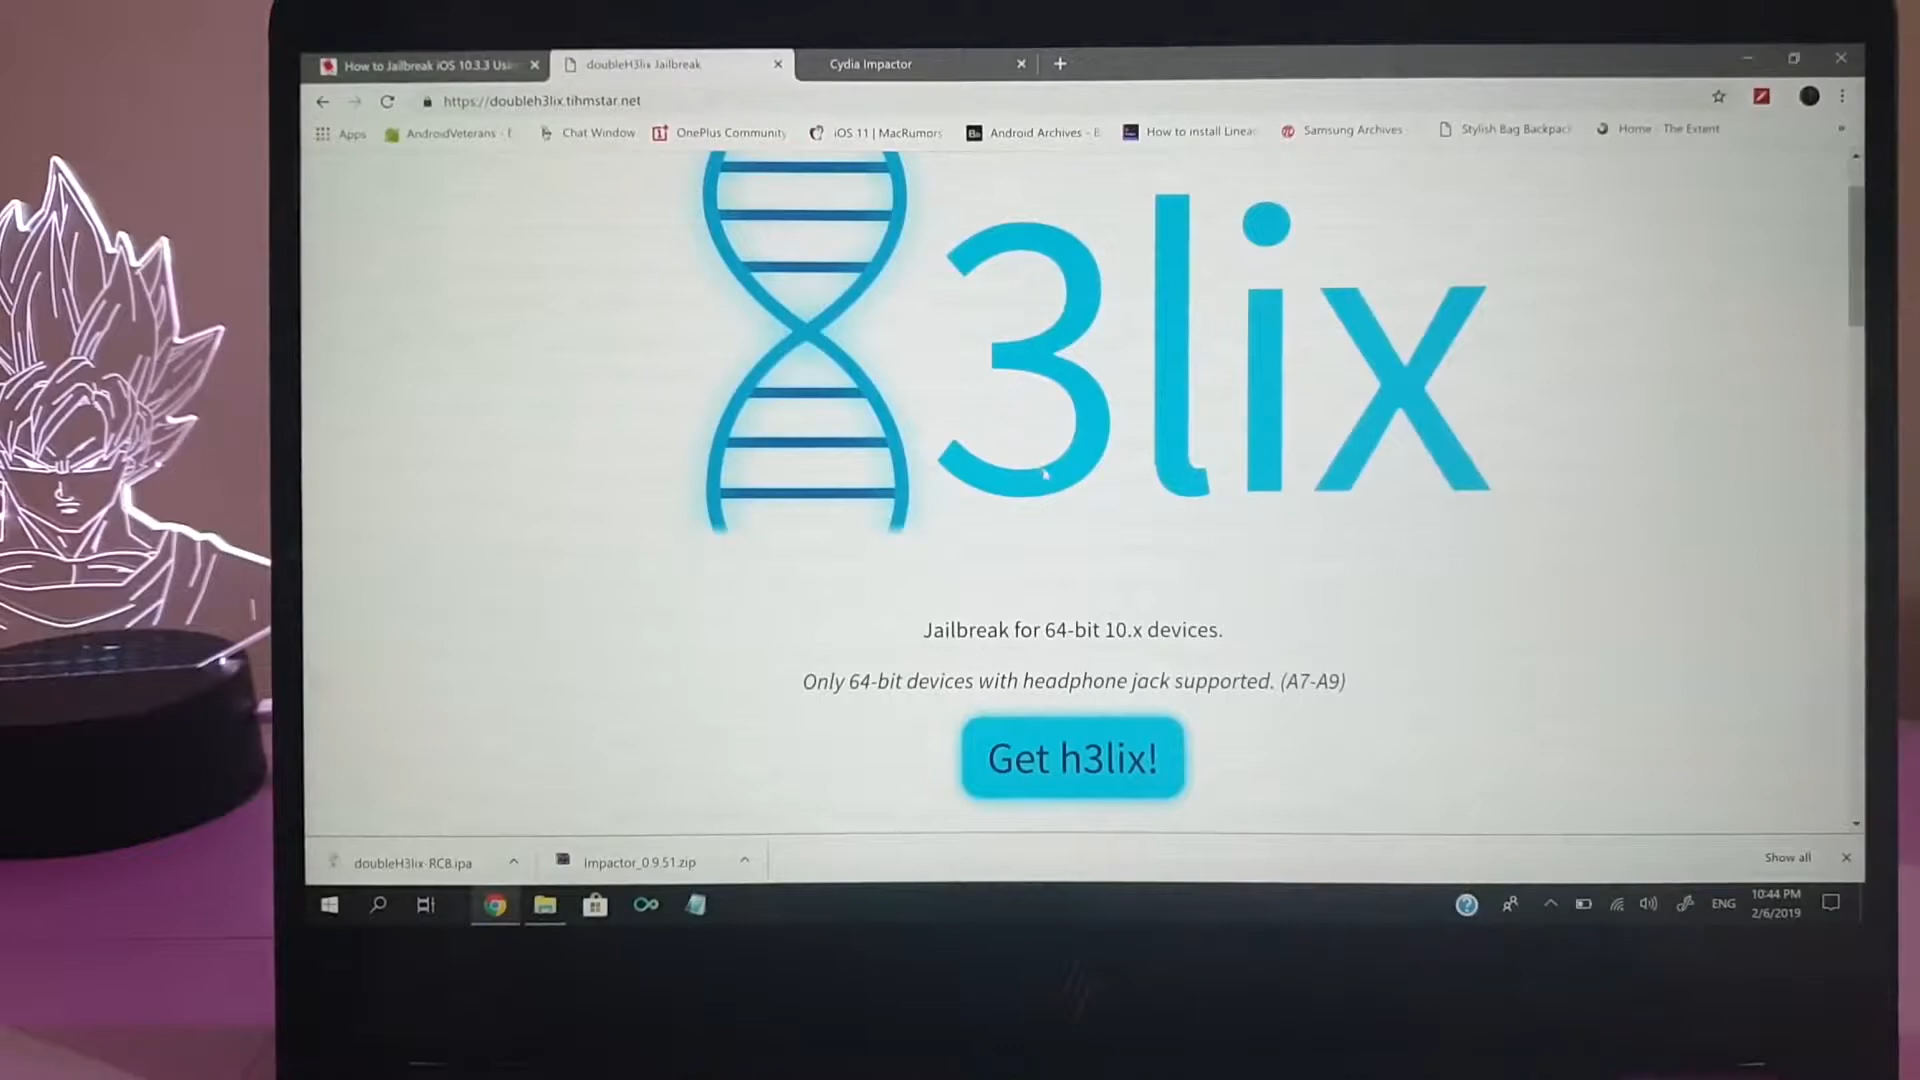 How to Jailbreak iOS 10.3.3 Usi
doubleH3lix Jailbreak
Cydia Impactor
https://doubleh3lix.tihmstar.net
Apps
AndroidVeterans - E
Chat Window
OnePlus Community
iOS 11 | MacRumors
Android Archives - B
How to install Linea
Samsung Archives
Stylish Bag Backpac
Home - The Extent
3lix
Jailbreak for 64-bit 10.x devices.
Only 64-bit devices with headphone jack supported. (A7-A9)
Get h3lix!
doubleH3lix-RC8.ipa
Impactor_0.9.51.zip
Show all
ENG
10:44 PM
2/6/2019